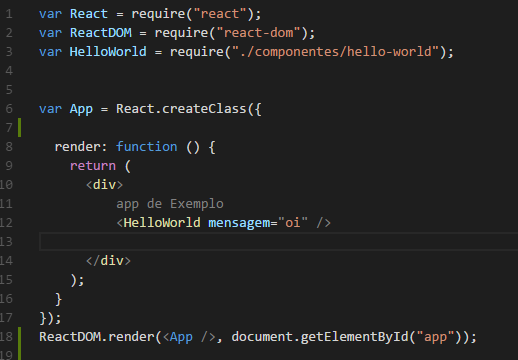 1 var React = require("react");
2 var ReactDOM = require("react-dom");
3 var HelloWorld = require("./componentes/hello-world");
4
5
6 var App = React.createClass({
7
8 render: function () {
9 return (
10 <div>
11 app de Exemplo
12 <HelloWorld mensagem="oi" />
13
14 </div>
15 );
16 }
17 });
18 ReactDOM.render(<App />, document.getElementById("app"));
19